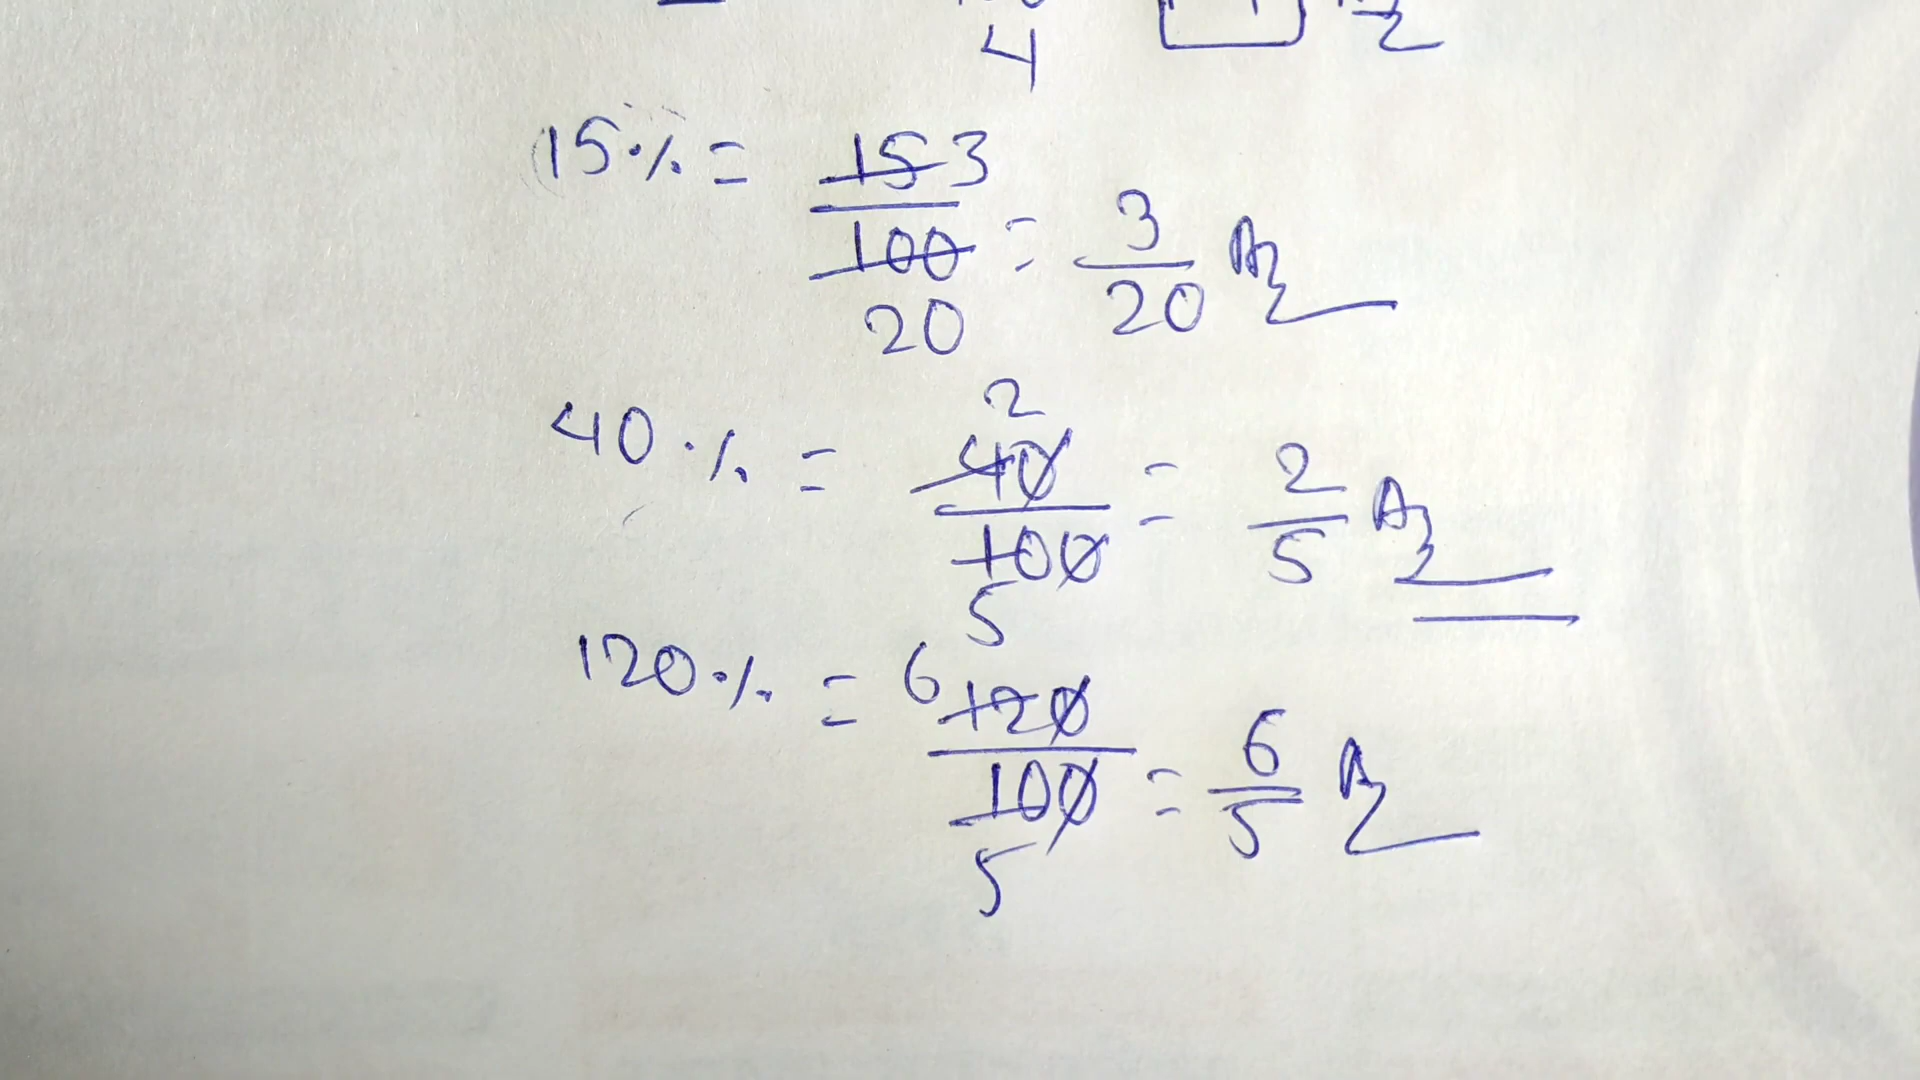 4
15% = 15 3 / 100 20 = 3/20 Ans
40% = 2 40 / 100 5 = 2/5 Ans
120% = 6 120 / 100 5 = 6/5 Ans